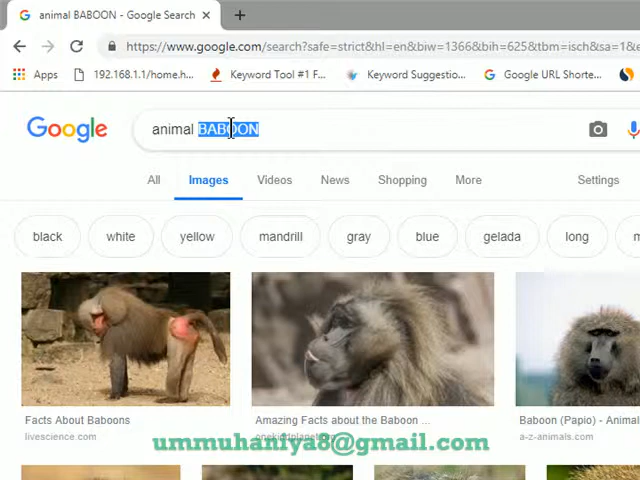 animal BABOON - Google Search
https://www.google.com/search?safe=strict&hl=en&biw=1366&bih=625&tbm=isch&sa=1&e
Apps 192.168.1.1/home.h... Keyword Tool #1 F... Keyword Suggestio... Google URL Shorte...
Google animal BABOON
All Images Videos News Shopping More Settings
black white yellow mandrill gray blue gelada long
Facts About Baboons Amazing Facts about the Baboon ... Baboon (Papio) - Animal
livescience.com a-z-animals.com
ummuhaniya8@gmail.com